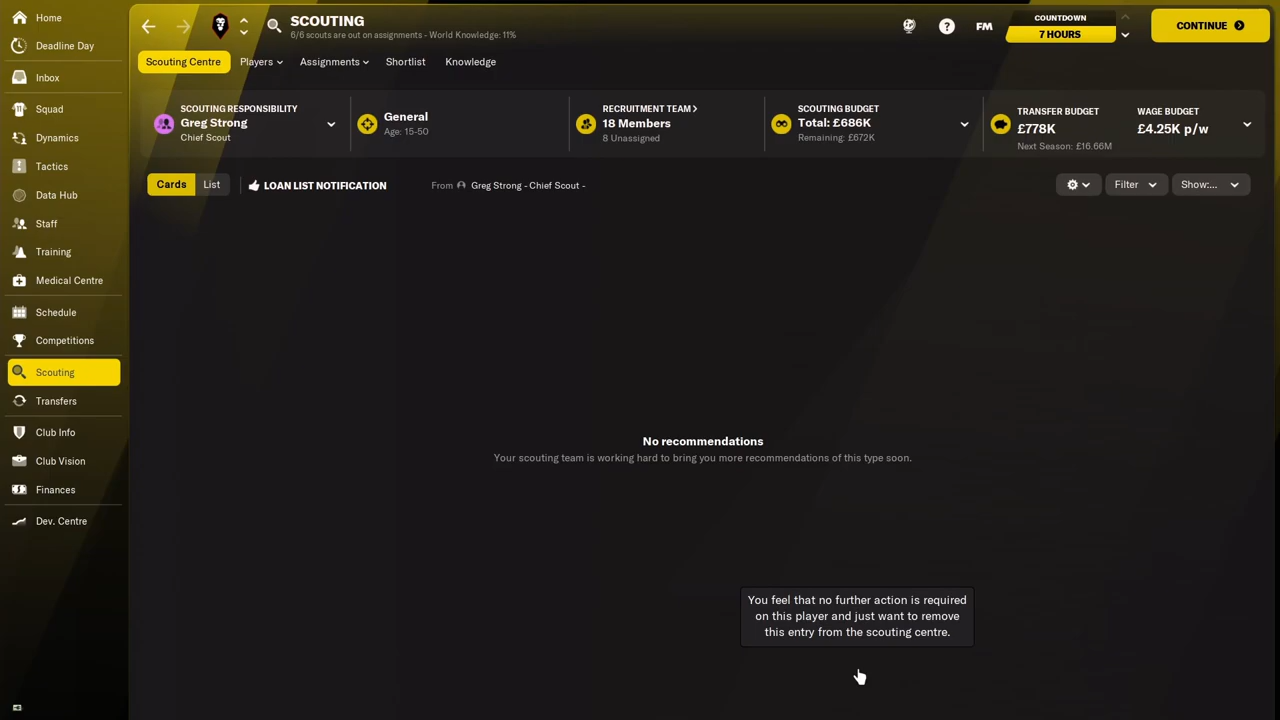 Home
Deadline Day
Inbox
Squad
Dynamics
Tactics
Data Hub
Staff
Training
Medical Centre
Schedule
Competitions
Scouting
Transfers
Club Info
Club Vision
Finances
Dev. Centre
SCOUTING
6/6 scouts are out on assignments - World Knowledge: 11%
FM
COUNTDOWN
7 HOURS
CONTINUE
Scouting Centre
Players
Assignments
Shortlist
Knowledge
SCOUTING RESPONSIBILITY
Greg Strong
Chief Scout
General
Age: 15-50
RECRUITMENT TEAM >
18 Members
8 Unassigned
SCOUTING BUDGET
Total: £686K
Remaining: £672K
TRANSFER BUDGET
£778K
Next Season: £16.66M
WAGE BUDGET
£4.25K p/w
Cards
List
LOAN LIST NOTIFICATION
From Greg Strong - Chief Scout -
Filter
Show:...
No recommendations
Your scouting team is working hard to bring you more recommendations of this type soon.
You feel that no further action is required
on this player and just want to remove
this entry from the scouting centre.